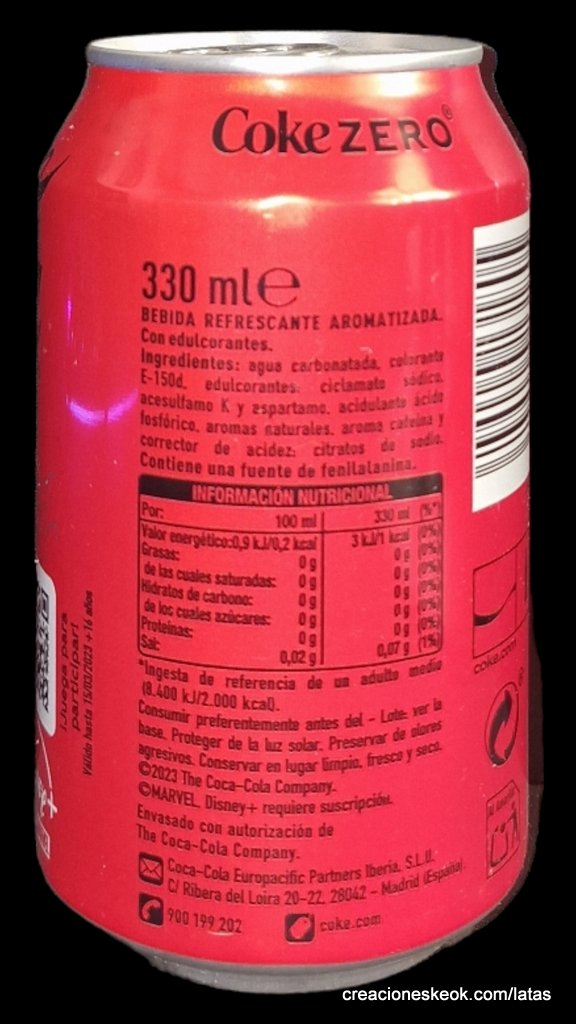 Coke ZERO®
330 ml e
BEBIDA REFRESCANTE AROMATIZADA.
Con edulcorantes.
Ingredientes: agua carbonatada, colorante
E-150d, edulcorantes: ciclamato sódico,
acesulfamo K y aspartamo, acidulante ácido
fosfórico, aromas naturales, aroma cafeína y
corrector de acidez: citratos de sodio.
Contiene una fuente de fenilalanina.
INFORMACIÓN NUTRICIONAL
Por: 100 ml 330 ml (%*)
Valor energético: 0,9 kJ/0,2 kcal 3 kJ/1 kcal (0%)
Grasas: 0 g 0 g (0%)
de las cuales saturadas: 0 g 0 g (0%)
Hidratos de carbono: 0 g 0 g (0%)
de los cuales azúcares: 0 g 0 g (0%)
Proteínas: 0 g 0 g (0%)
Sal: 0,02 g 0,07 g (1%)
*Ingesta de referencia de un adulto medio
(8.400 kJ/2.000 kcal).
Consumir preferentemente antes del - Lote: ver la
base. Proteger de la luz solar. Preservar de olores
agresivos. Conservar en lugar limpio, fresco y seco.
©2023 The Coca-Cola Company.
©MARVEL. Disney+ requiere suscripción.
Envasado con autorización de
The Coca-Cola Company.
Coca-Cola Europacific Partners Iberia, S.L.U.
C/ Ribera del Loira 20-22, 28042 - Madrid (España).
900 199 202 coke.com
¡Juega para
participar!
Válido hasta 15/03/2023 + 16 años
coke.com
creacioneskeok.com/latas